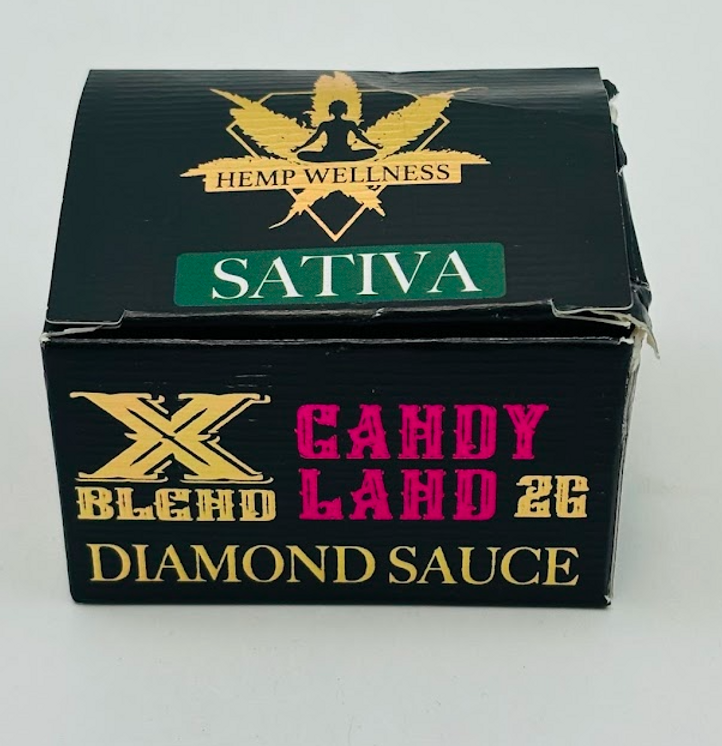 HEMP WELLNESS
SATIVA
X CANDY
BLEND LAND 2G
DIAMOND SAUCE